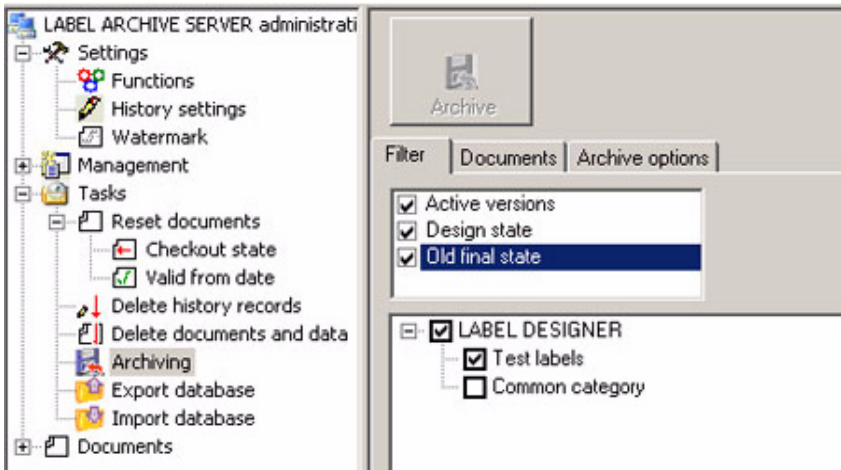 LABEL ARCHIVE SERVER administrati
Settings
Functions
History settings
Watermark
Management
Tasks
Reset documents
Checkout state
Valid from date
Delete history records
Delete documents and data
Archiving
Export database
Import database
Documents
Archive
Filter
Documents
Archive options
Active versions
Design state
Old final state
LABEL DESIGNER
Test labels
Common category